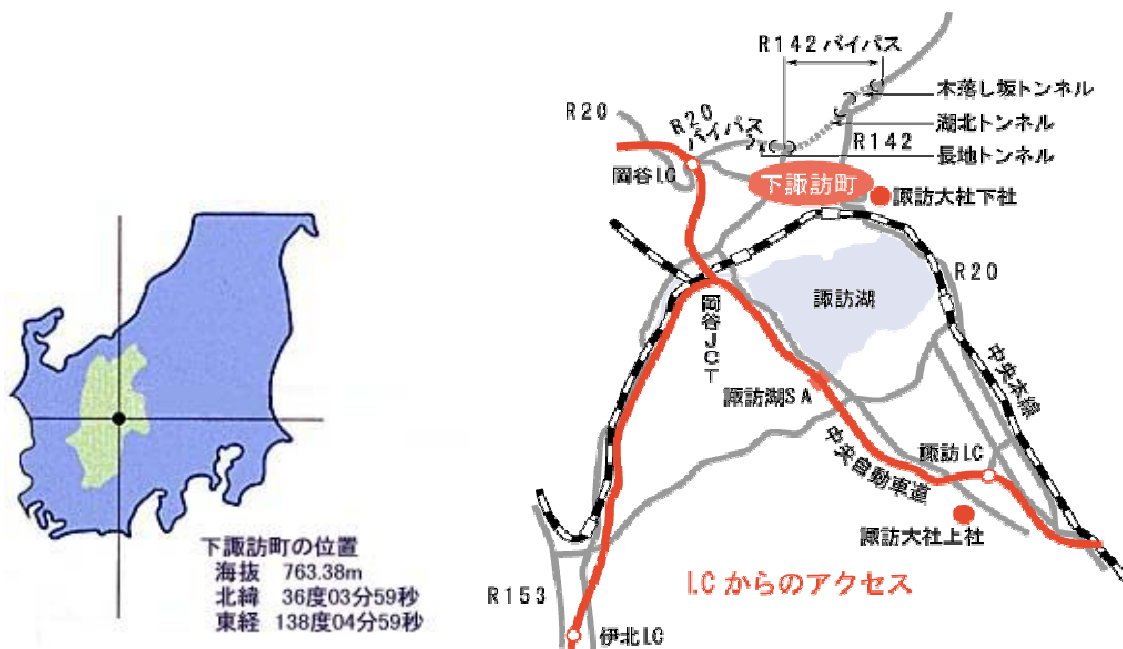 下諏訪町の位置
海抜 763.38m
北緯 36度03分59秒
東経 138度04分59秒
R142バイパス
木落し坂トンネル
湖北トンネル
R142
長地トンネル
R20
R20
バイパス
岡谷I.C
下諏訪町
諏訪大社下社
R20
諏訪湖
岡谷JCT
諏訪湖SA
中央本線
中央自動車道
諏訪I.C
諏訪大社上社
I.Cからのアクセス
R153
伊北I.C